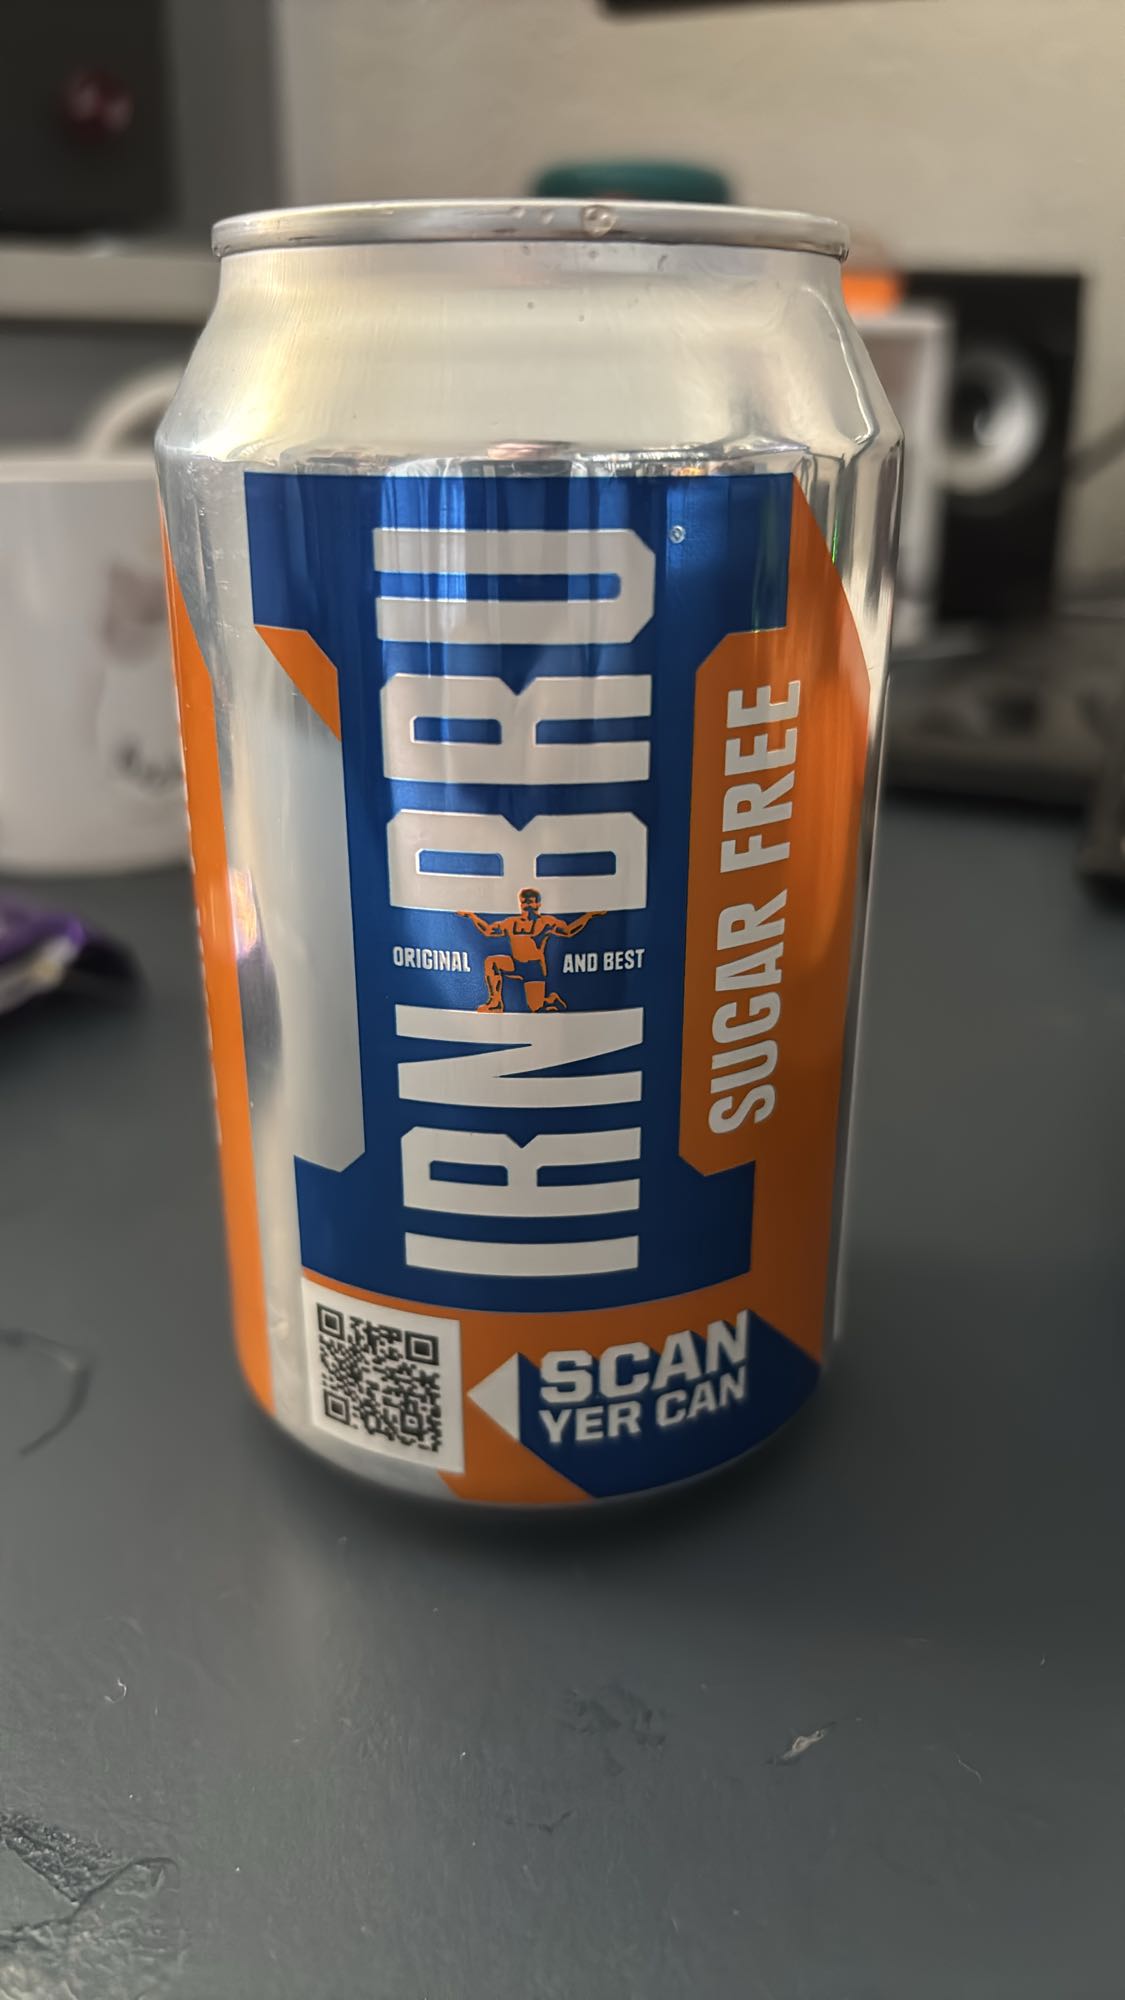 IRN BRU
ORIGINAL AND BEST
SUGAR FREE
SCAN
YER CAN